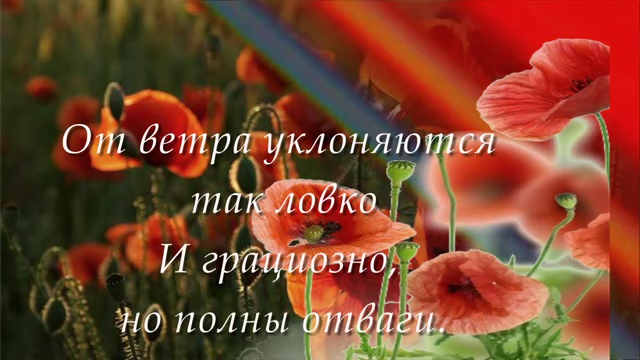 От ветра уклоняются
так ловко
И грациозно,
но полны отваги.